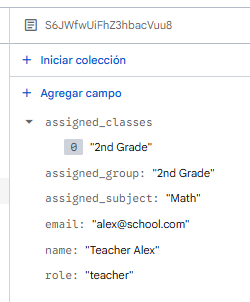 S6JWfwUiFhZ3hbacVuu8
+ Iniciar colección
+ Agregar campo
assigned_classes
0 "2nd Grade"
assigned_group: "2nd Grade"
assigned_subject: "Math"
email: "alex@school.com"
name: "Teacher Alex"
role: "teacher"